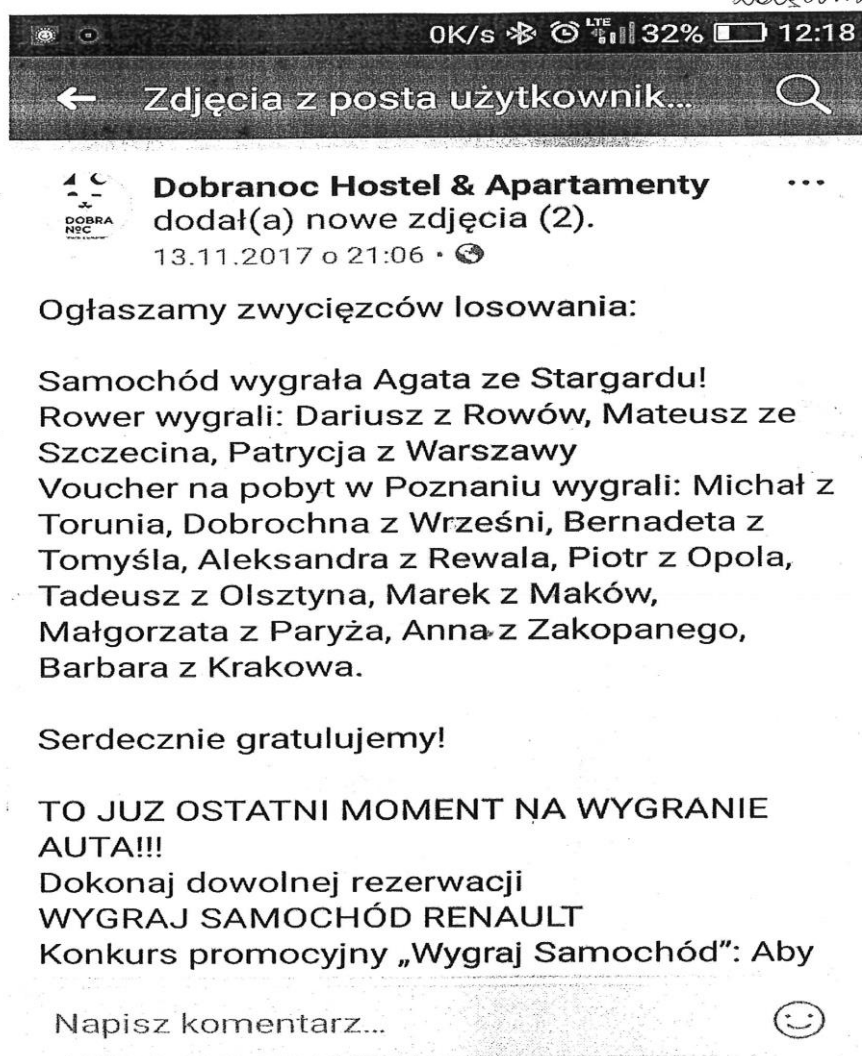 0K/s LTE 32% 12:18
Zdjęcia z posta użytkownik...
DOBRA
NOC
Dobranoc Hostel & Apartamenty
dodał(a) nowe zdjęcia (2).
13.11.2017 o 21:06 ·
Ogłaszamy zwycięzców losowania:
Samochód wygrała Agata ze Stargardu!
Rower wygrali: Dariusz z Rowów, Mateusz ze
Szczecina, Patrycja z Warszawy
Voucher na pobyt w Poznaniu wygrali: Michał z
Torunia, Dobrochna z Wrześni, Bernadeta z
Tomyśla, Aleksandra z Rewala, Piotr z Opola,
Tadeusz z Olsztyna, Marek z Maków,
Małgorzata z Paryża, Anna z Zakopanego,
Barbara z Krakowa.
Serdecznie gratulujemy!
TO JUZ OSTATNI MOMENT NA WYGRANIE
AUTA!!!
Dokonaj dowolnej rezerwacji
WYGRAJ SAMOCHÓD RENAULT
Konkurs promocyjny „Wygraj Samochód": Aby
Napisz komentarz...